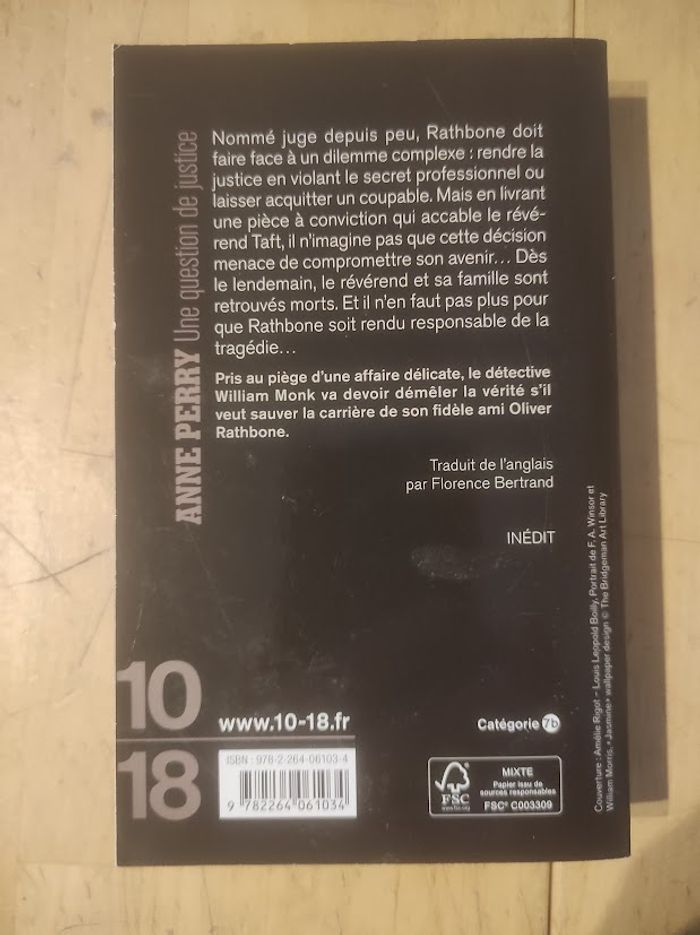 ANNE PERRY Une question de justice
Nommé juge depuis peu, Rathbone doit
faire face à un dilemme complexe : rendre la
justice en violant le secret professionnel ou
laisser acquitter un coupable. Mais en livrant
une pièce à conviction qui accable le révé-
rend Taft, il n'imagine pas que cette décision
menace de compromettre son avenir... Dès
le lendemain, le révérend et sa famille sont
retrouvés morts. Et il n'en faut pas plus pour
que Rathbone soit rendu responsable de la
tragédie...
Pris au piège d'une affaire délicate, le détective
William Monk va devoir démêler la vérité s'il
veut sauver la carrière de son fidèle ami Oliver
Rathbone.
Traduit de l'anglais
par Florence Bertrand
INÉDIT
Couverture : Amélie Rigot – Louis Leopold Boilly, Portrait de F. A. Winsor et
William Morris, « Jasmine » wallpaper design © The Bridgeman Art Library
10
18
www.10-18.fr
Catégorie 7b
ISBN : 978-2-264-06103-4
9 782264 061034
FSC
www.fsc.org
MIXTE
Papier issu de
sources responsables
FSC® C003309